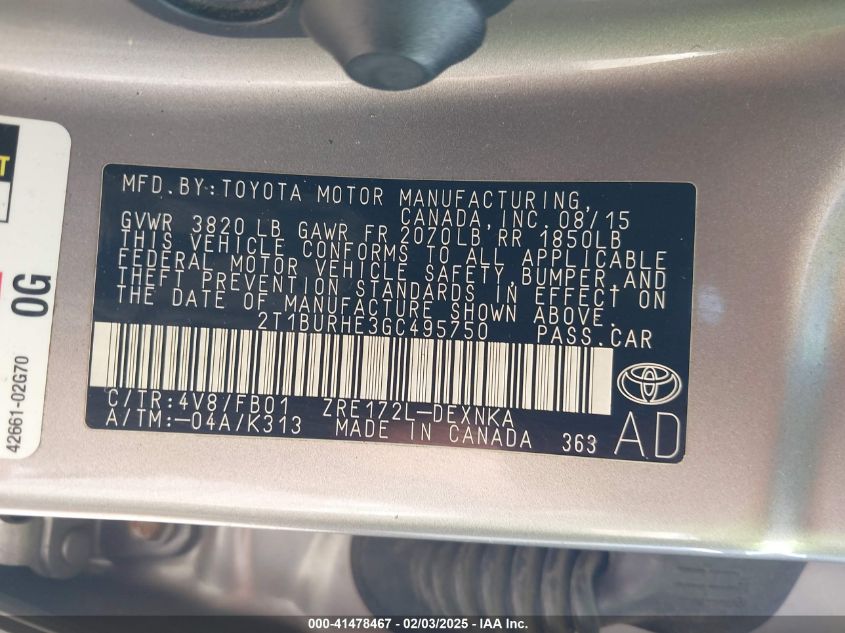 MFD.BY:TOYOTA MOTOR MANUFACTURING,
CANADA,INC. 08/15
GVWR 3820 LB GAWR FR 2070LB RR 1850LB
THIS VEHICLE CONFORMS TO ALL APPLICABLE
FEDERAL MOTOR VEHICLE SAFETY,BUMPER,AND
THEFT PREVENTION STANDARDS IN EFFECT ON
THE DATE OF MANUFACTURE SHOWN ABOVE.
2T1BURHE3GC495750 PASS.CAR
C/TR:4V8/FB01 ZRE172L-DEXNKA
A/TM:-04A/K313 MADE IN CANADA 363 AD
0G
42661-02G70
000-41478467 - 02/03/2025 - IAA Inc.